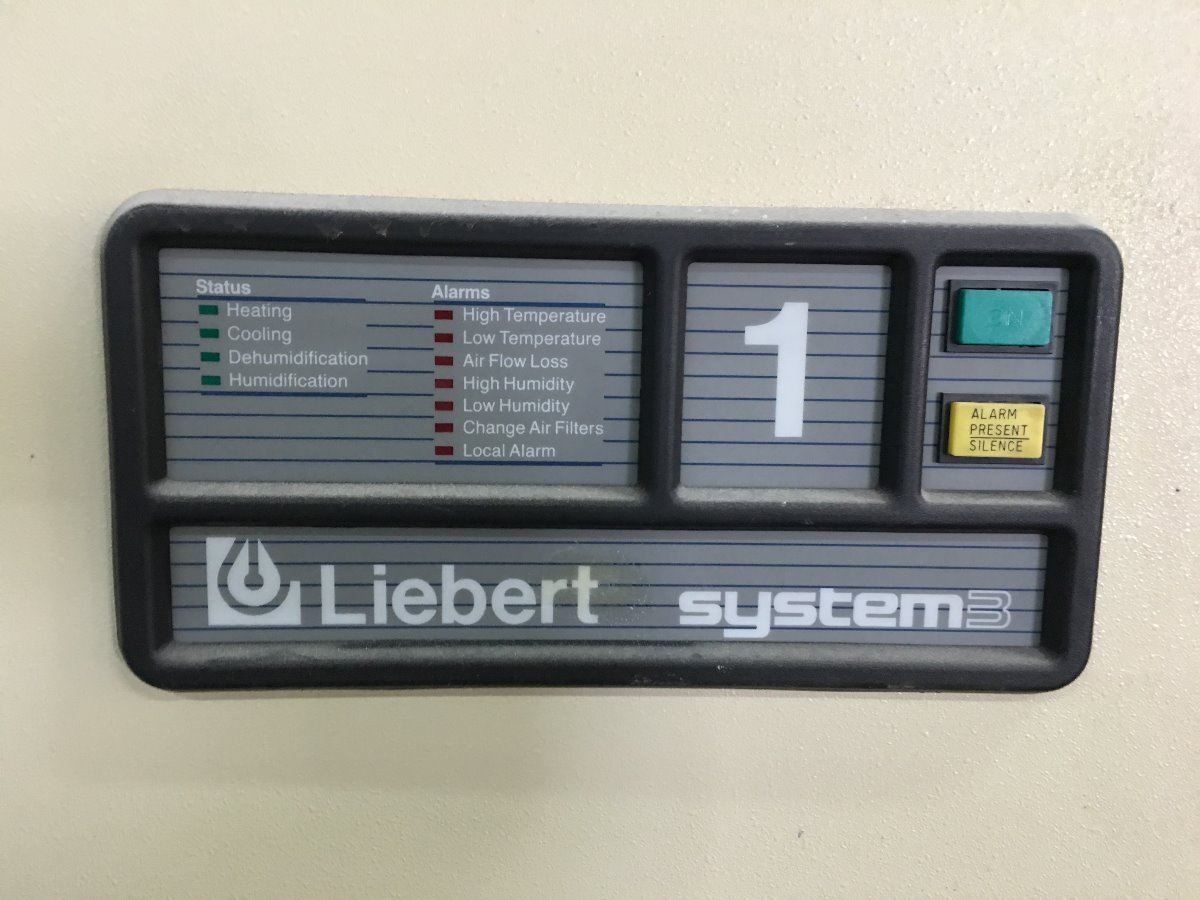 Status
Heating
Cooling
Dehumidification
Humidification
Alarms
High Temperature
Low Temperature
Air Flow Loss
High Humidity
Low Humidity
Change Air Filters
Local Alarm
1
ON
ALARM
PRESENT
SILENCE
Liebert
system3